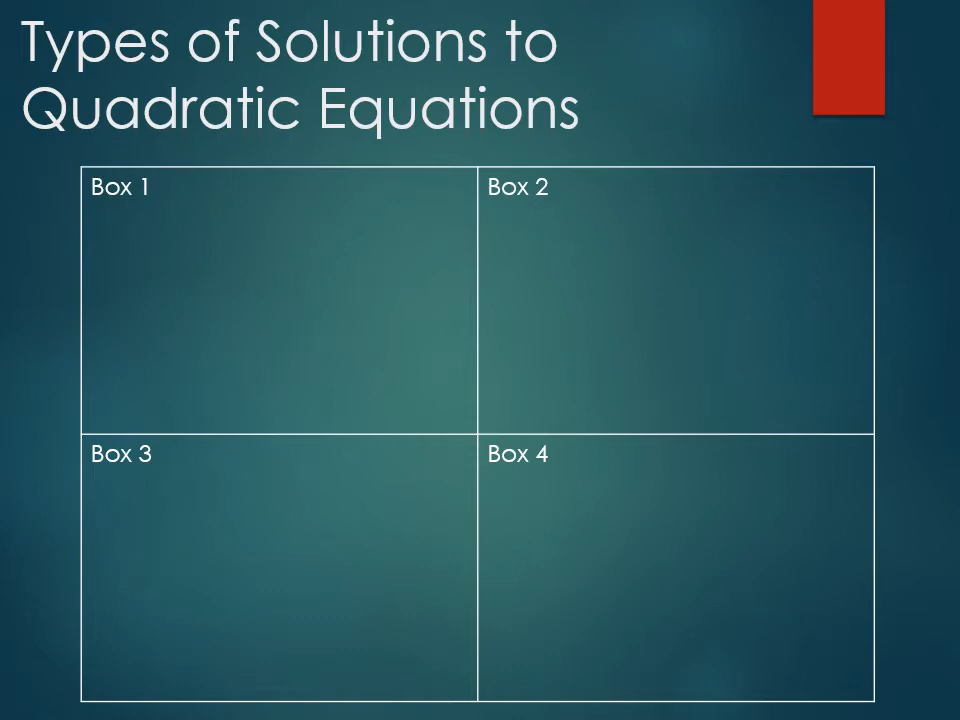 Types of Solutions to
Quadratic Equations
Box 1
Box 2
Box 3
Box 4